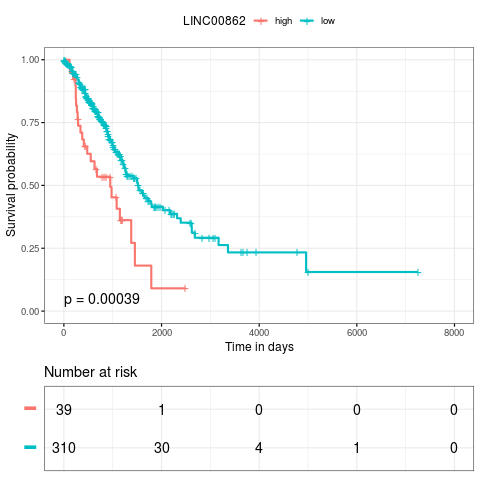 LINC00862 high low
1.00
0.75
0.50
0.25
0.00
Survival probability
p = 0.00039
0 2000 4000 6000 8000
Time in days
Number at risk
39 1 0 0 0
310 30 4 1 0